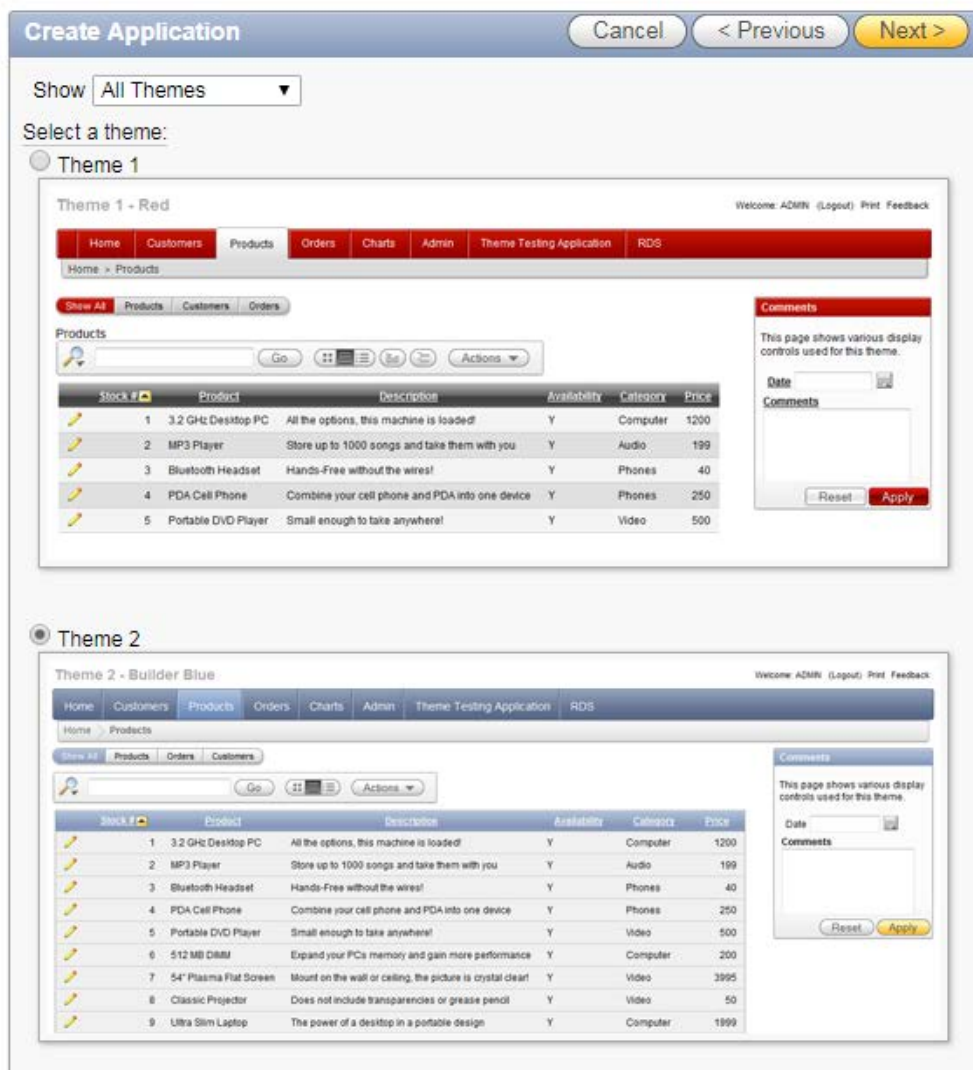 Create Application Cancel < Previous Next >
Show All Themes
Select a theme:
Theme 1
Theme 1 - Red Welcome: ADMIN (Logout) Print Feedback
Home Customers Products Orders Charts Admin Theme Testing Application RDS
Home > Products
Show All Products Customers Orders
Comments
Products
This page shows various display
controls used for this theme.
Go Actions
Date
Stock # Product Description Availability Category Price
Comments
1 3.2 GHz Desktop PC All the options, this machine is loaded! Y Computer 1200
2 MP3 Player Store up to 1000 songs and take them with you Y Audio 199
3 Bluetooth Headset Hands-Free without the wires! Y Phones 40
4 PDA Cell Phone Combine your cell phone and PDA into one device Y Phones 250
Reset Apply
5 Portable DVD Player Small enough to take anywhere! Y Video 500
Theme 2
Theme 2 - Builder Blue Welcome: ADMIN (Logout) Print Feedback
Home Customers Products Orders Charts Admin Theme Testing Application RDS
Home Products
Show All Products Orders Customers
Comments
Go Actions
This page shows various display
controls used for this theme.
Stock # Product Description Availability Category Price
Date
1 3.2 GHz Desktop PC All the options, this machine is loaded! Y Computer 1200
Comments
2 MP3 Player Store up to 1000 songs and take them with you Y Audio 199
3 Bluetooth Headset Hands-Free without the wires! Y Phones 40
4 PDA Cell Phone Combine your cell phone and PDA into one device Y Phones 250
5 Portable DVD Player Small enough to take anywhere! Y Video 500
Reset Apply
6 512 MB DIMM Expand your PCs memory and gain more performance Y Computer 200
7 54" Plasma Flat Screen Mount on the wall or ceiling, the picture is crystal clear! Y Video 3995
8 Classic Projector Does not include transparencies or grease pencil Y Video 50
9 Ultra Slim Laptop The power of a desktop in a portable design Y Computer 1999